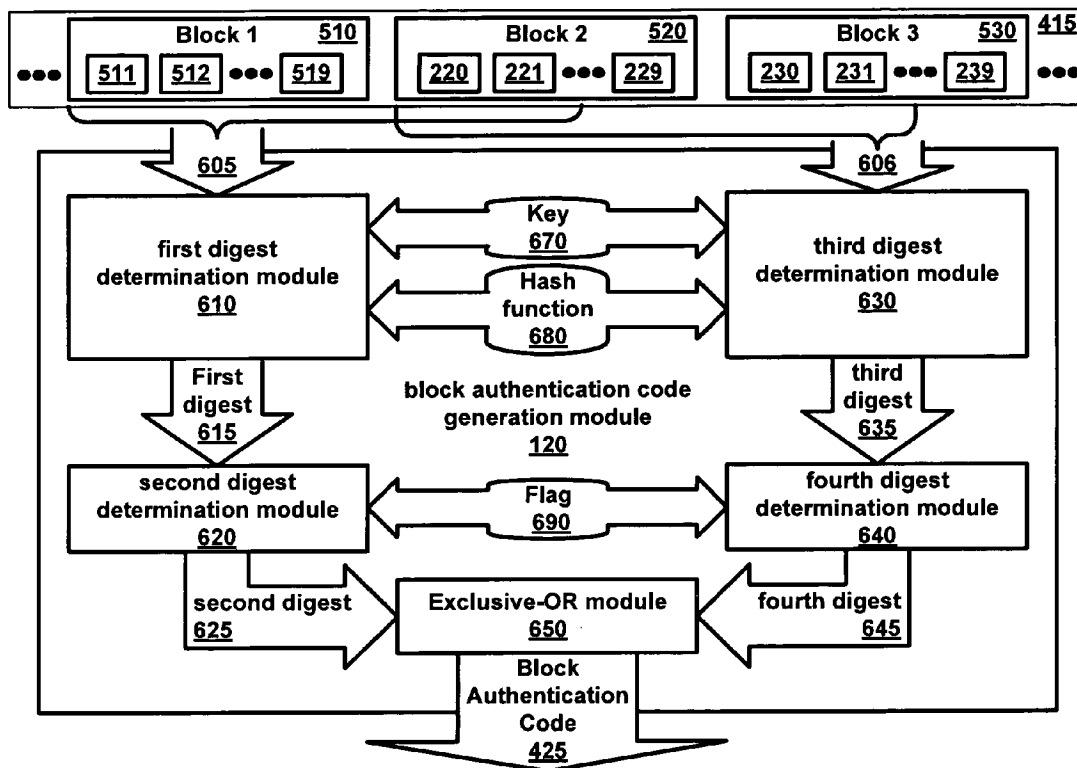 Block 1 510
Block 2 520
Block 3 530
415
••• 511 512 ••• 519
220 221 ••• 229
230 231 ••• 239 •••
605
606
first digest
determination module
610
Key
670
Hash
function
680
third digest
determination module
630
First
digest
615
block authentication code
generation module
120
third
digest
635
second digest
determination module
620
Flag
690
fourth digest
determination module
640
second digest
625
Exclusive-OR module
650
fourth digest
645
Block
Authentication
Code
425